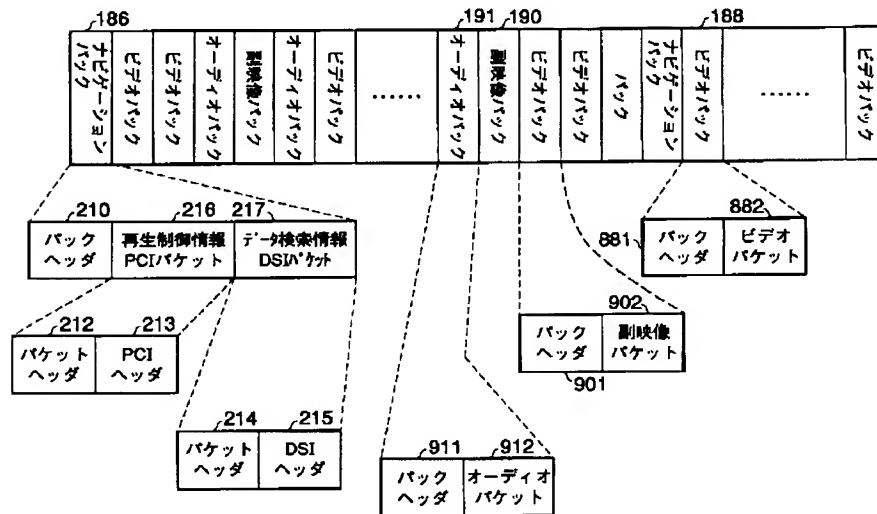 186
191
190
188
ナビゲーション
パック
ビデオパック
ビデオパック
オーディオパック
副映像パック
オーディオパック
ビデオパック
……
オーディオパック
副映像パック
ビデオパック
ビデオパック
パック
ナビゲーション
パック
ビデオパック
……
ビデオパック
210
216
217
パック
ヘッダ
再生制御情報
PCIパケット
データ検索情報
DSIパケット
881
882
パック
ヘッダ
ビデオ
パケット
212
213
パケット
ヘッダ
PCI
ヘッダ
902
パック
ヘッダ
副映像
パケット
901
214
215
パケット
ヘッダ
DSI
ヘッダ
911
912
パック
ヘッダ
オーディオ
パケット